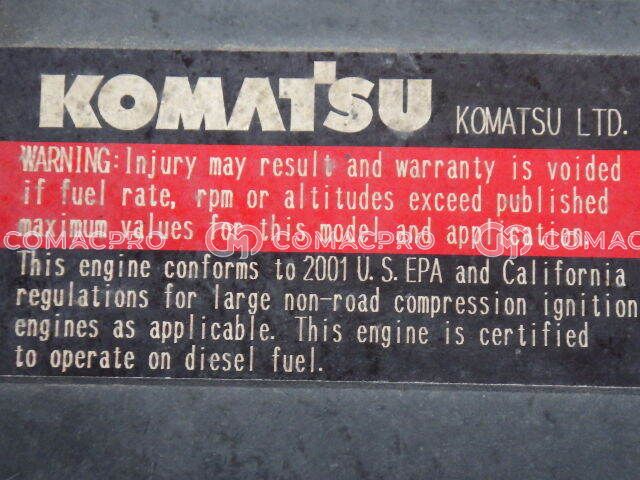 KOMATSU KOMATSU LTD.
WARNING: Injury may result and warranty is voided
if fuel rate, rpm or altitudes exceed published
maximum values for this model and application.
COMACPRO COMACPRO COMACPRO
This engine conforms to 2001 U.S. EPA and California
regulations for large non-road compression ignition
engines as applicable. This engine is certified
to operate on diesel fuel.